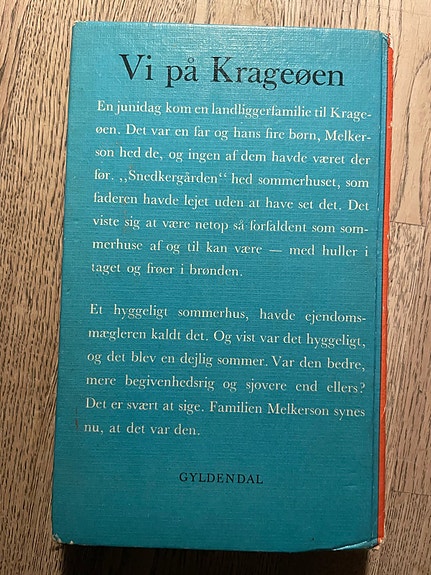 Vi på Krageøen
En junidag kom en landliggerfamilie til Krage-
øen. Det var en far og hans fire børn, Melker-
son hed de, og ingen af dem havde været der
før. ,,Snedkergården“ hed sommerhuset, som
faderen havde lejet uden at have set det. Det
viste sig at være netop så forfaldent som som-
merhuse af og til kan være — med huller i
taget og frøer i brønden.
Et hyggeligt sommerhus, havde ejendoms-
mægleren kaldt det. Og vist var det hyggeligt,
og det blev en dejlig sommer. Var den bedre,
mere begivenhedsrig og sjovere end ellers?
Det er svært at sige. Familien Melkerson synes
nu, at det var den.
GYLDENDAL